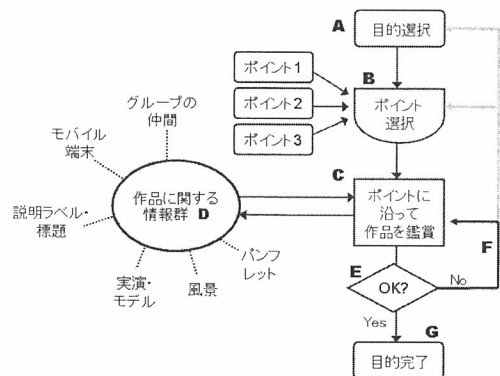 A
目的選択
ポイント1
ポイント2
ポイント3
B
ポイント
選択
グループの
仲間
モバイル
端末
説明ラベル・
標題
実演・
モデル
風景
パンフ
レット
作品に関する
情報群 D
C
ポイントに
沿って
作品を鑑賞
F
E
OK?
No
Yes
G
目的完了